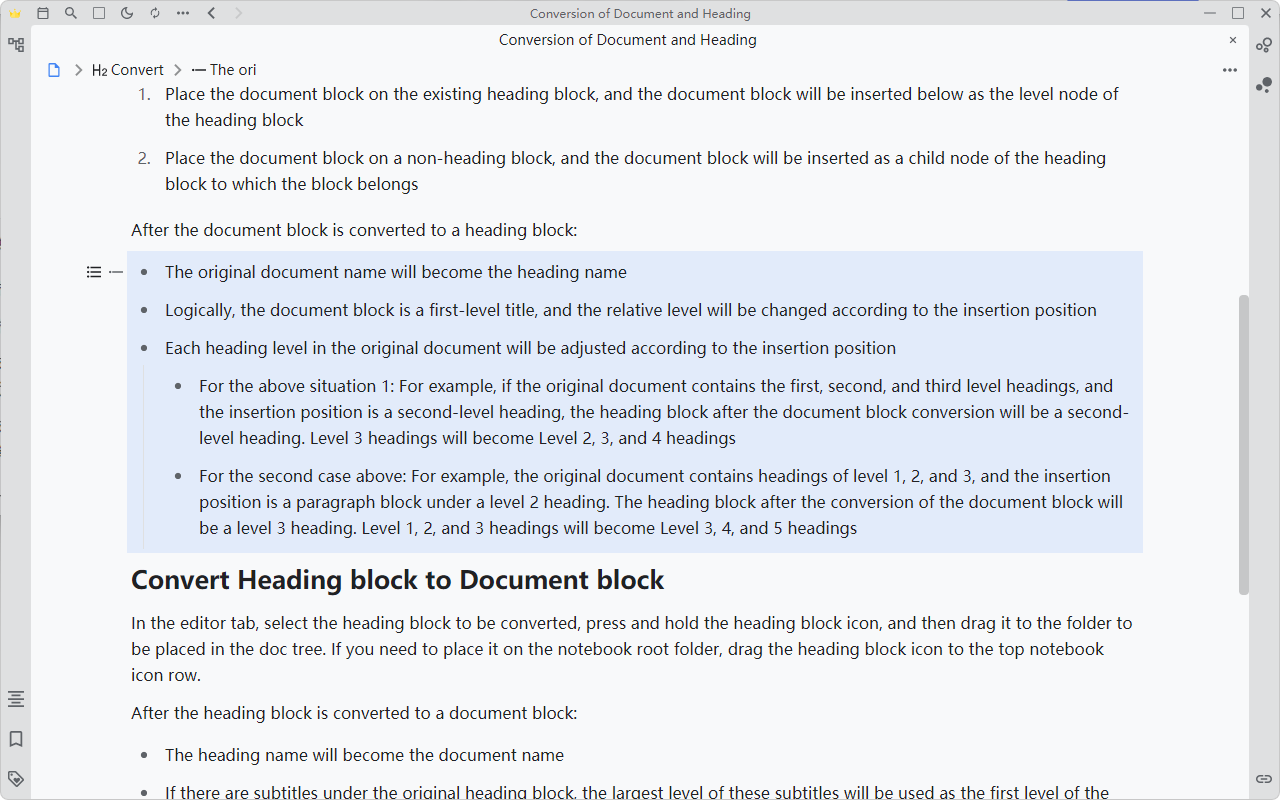 Conversion of Document and Heading
Conversion of Document and Heading
H2 Convert
The ori
1. Place the document block on the existing heading block, and the document block will be inserted below as the level node of
the heading block
2. Place the document block on a non-heading block, and the document block will be inserted as a child node of the heading
block to which the block belongs
After the document block is converted to a heading block:
• The original document name will become the heading name
• Logically, the document block is a first-level title, and the relative level will be changed according to the insertion position
• Each heading level in the original document will be adjusted according to the insertion position
• For the above situation 1: For example, if the original document contains the first, second, and third level headings, and
the insertion position is a second-level heading, the heading block after the document block conversion will be a second-
level heading. Level 3 headings will become Level 2, 3, and 4 headings
• For the second case above: For example, the original document contains headings of level 1, 2, and 3, and the insertion
position is a paragraph block under a level 2 heading. The heading block after the conversion of the document block will
be a level 3 heading. Level 1, 2, and 3 headings will become Level 3, 4, and 5 headings
Convert Heading block to Document block
In the editor tab, select the heading block to be converted, press and hold the heading block icon, and then drag it to the folder to
be placed in the doc tree. If you need to place it on the notebook root folder, drag the heading block icon to the top notebook
icon row.
After the heading block is converted to a document block:
• The heading name will become the document name
• If there are subtitles under the original heading block, the largest level of these subtitles will be used as the first level of the